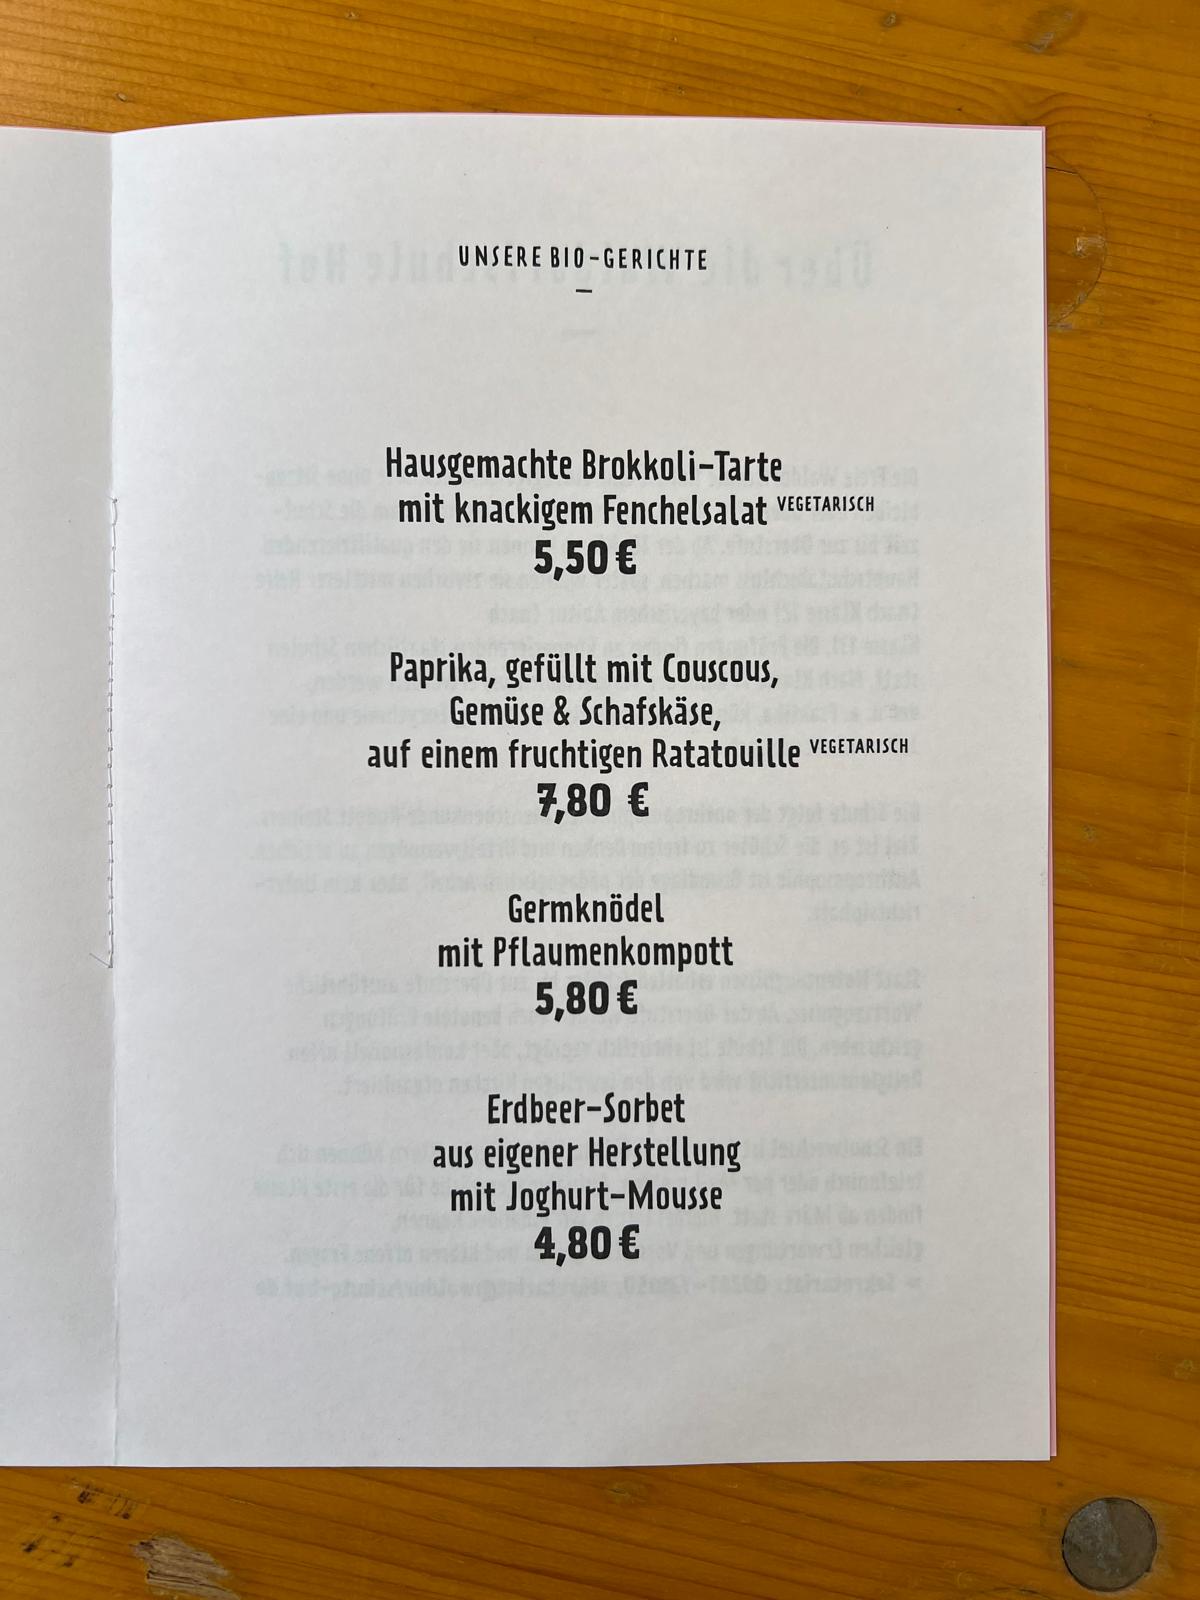 UNSERE BIO-GERICHTE
Hausgemachte Brokkoli-Tarte
mit knackigem Fenchelsalat VEGETARISCH
5,50 €
Paprika, gefüllt mit Couscous,
Gemüse & Schafskäse,
auf einem fruchtigen Ratatouille VEGETARISCH
7,80 €
Germknödel
mit Pflaumenkompott
5,80 €
Erdbeer-Sorbet
aus eigener Herstellung
mit Joghurt-Mousse
4,80 €